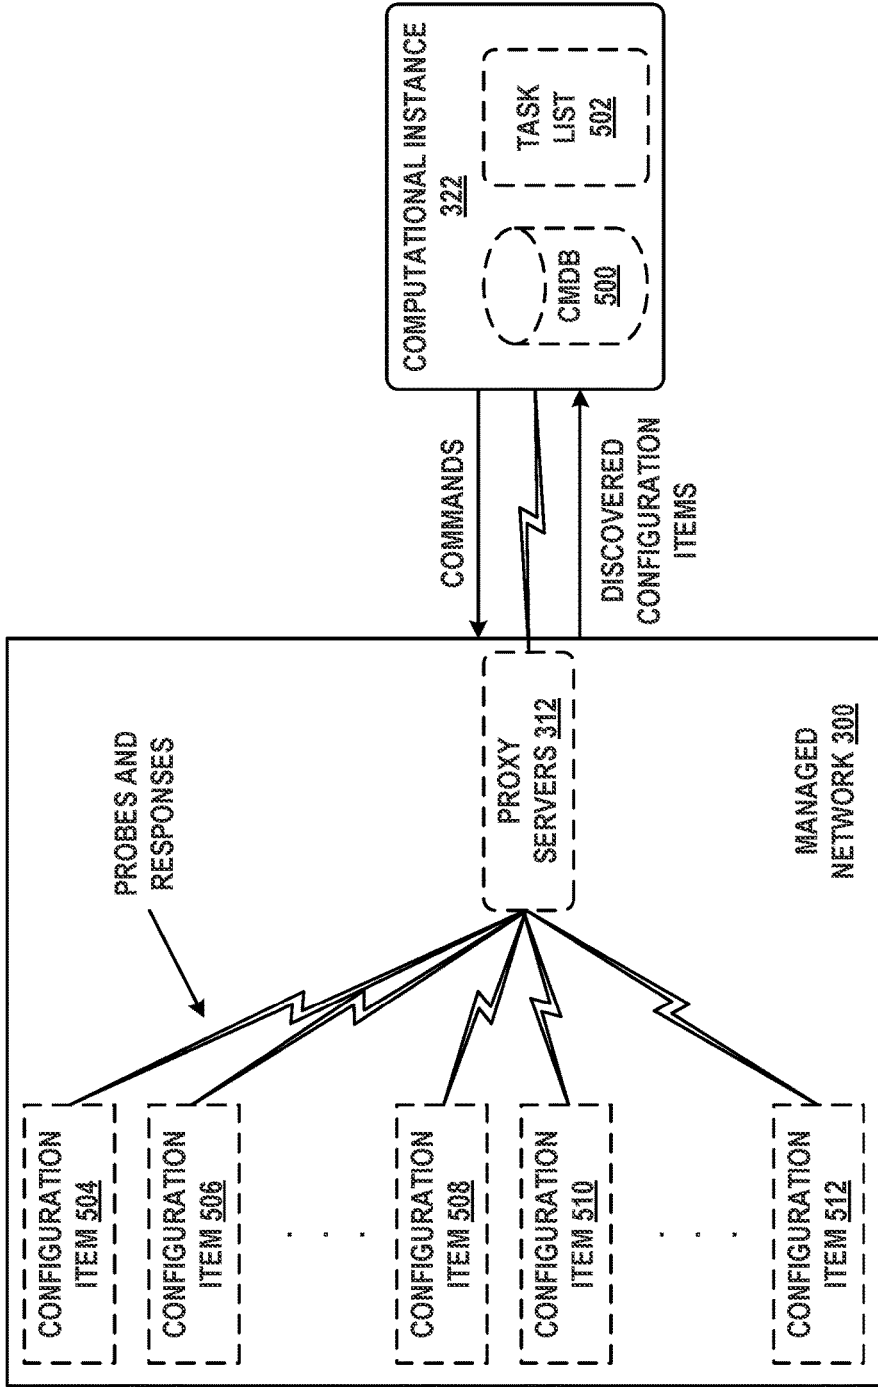 COMPUTATIONAL INSTANCE
322
CMDB
500
TASK
LIST
502
COMMANDS
DISCOVERED
CONFIGURATION
ITEMS
PROBES AND
RESPONSES
PROXY
SERVERS 312
MANAGED
NETWORK 300
CONFIGURATION
ITEM 504
CONFIGURATION
ITEM 506
CONFIGURATION
ITEM 508
CONFIGURATION
ITEM 510
CONFIGURATION
ITEM 512